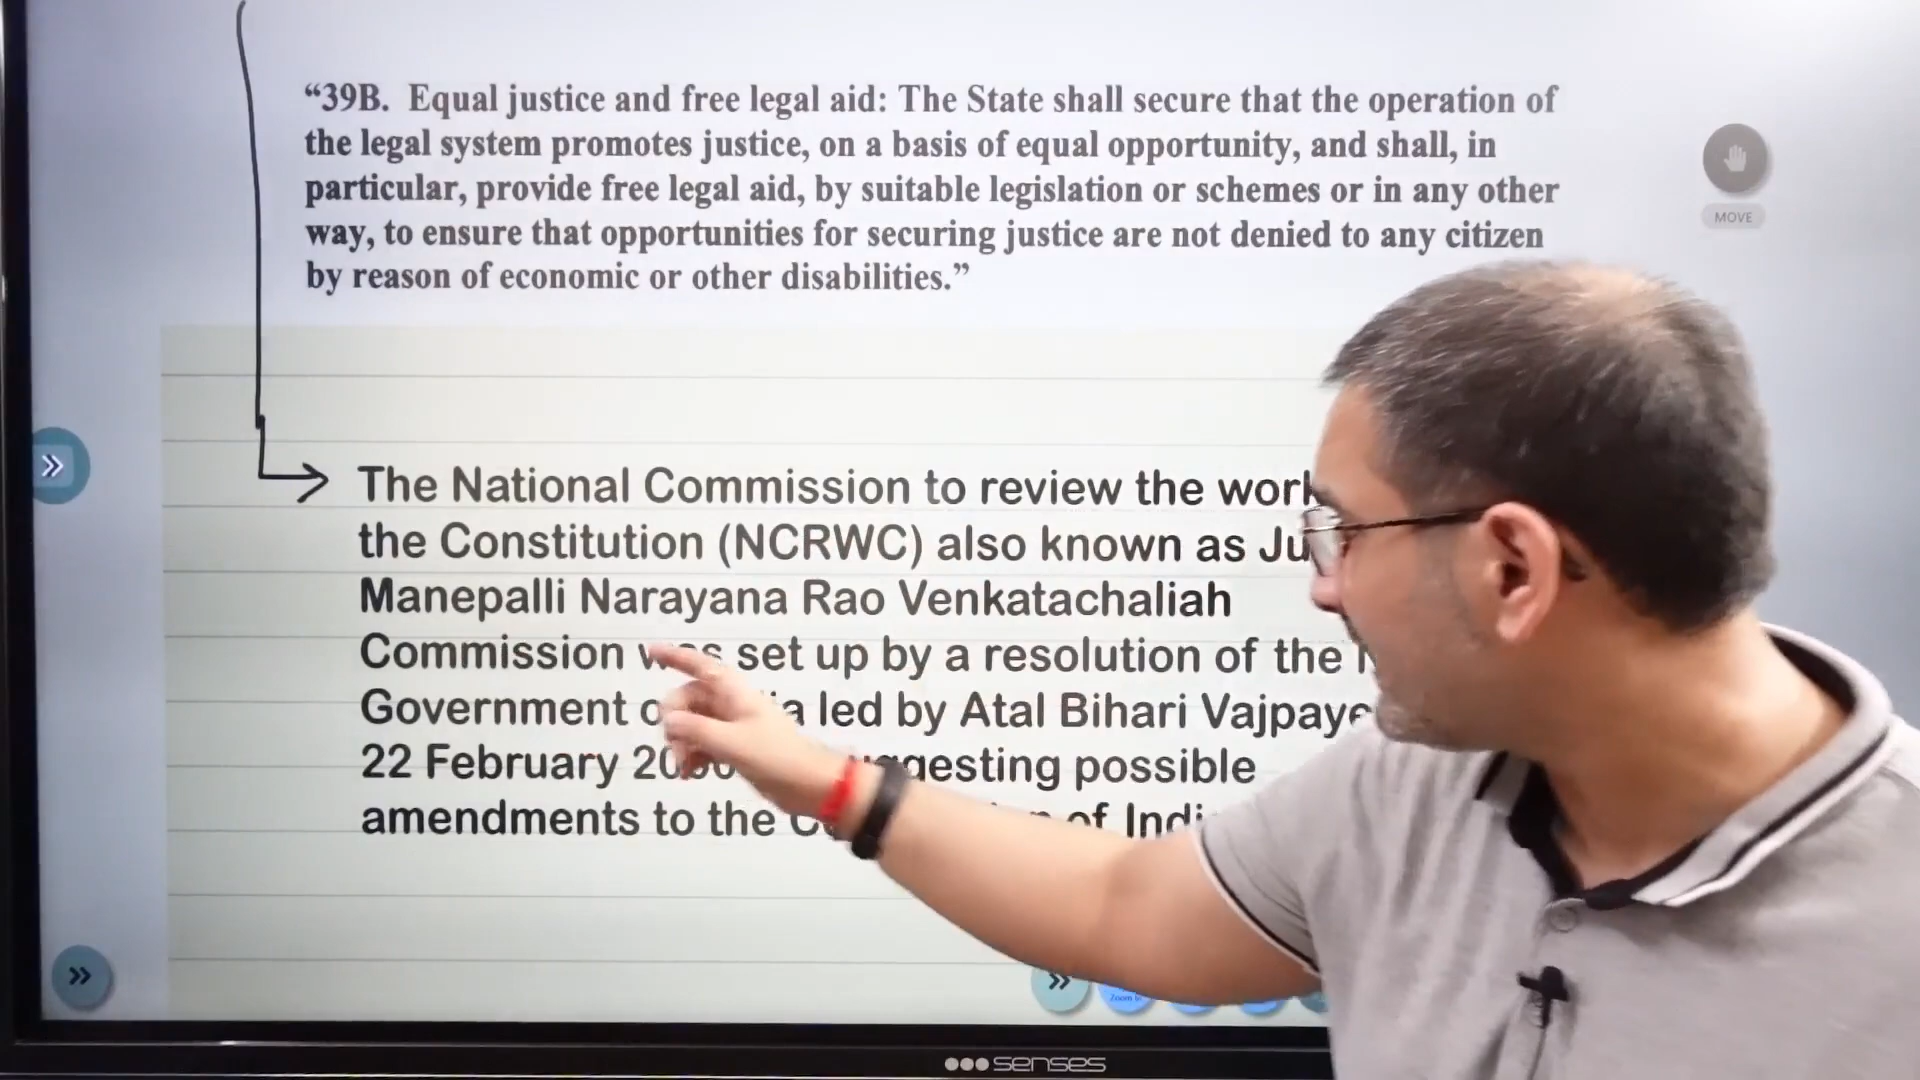 “39B. Equal justice and free legal aid: The State shall secure that the operation of
the legal system promotes justice, on a basis of equal opportunity, and shall, in
particular, provide free legal aid, by suitable legislation or schemes or in any other
way, to ensure that opportunities for securing justice are not denied to any citizen
by reason of economic or other disabilities.”
MOVE
The National Commission to review the
the Constitution (NCRWC) also known as
Manepalli Narayana Rao Venkatachaliah
Commission was set up by a resolution of the
Government led by Atal Bihari
22 February
possible
amendments to the of
senses